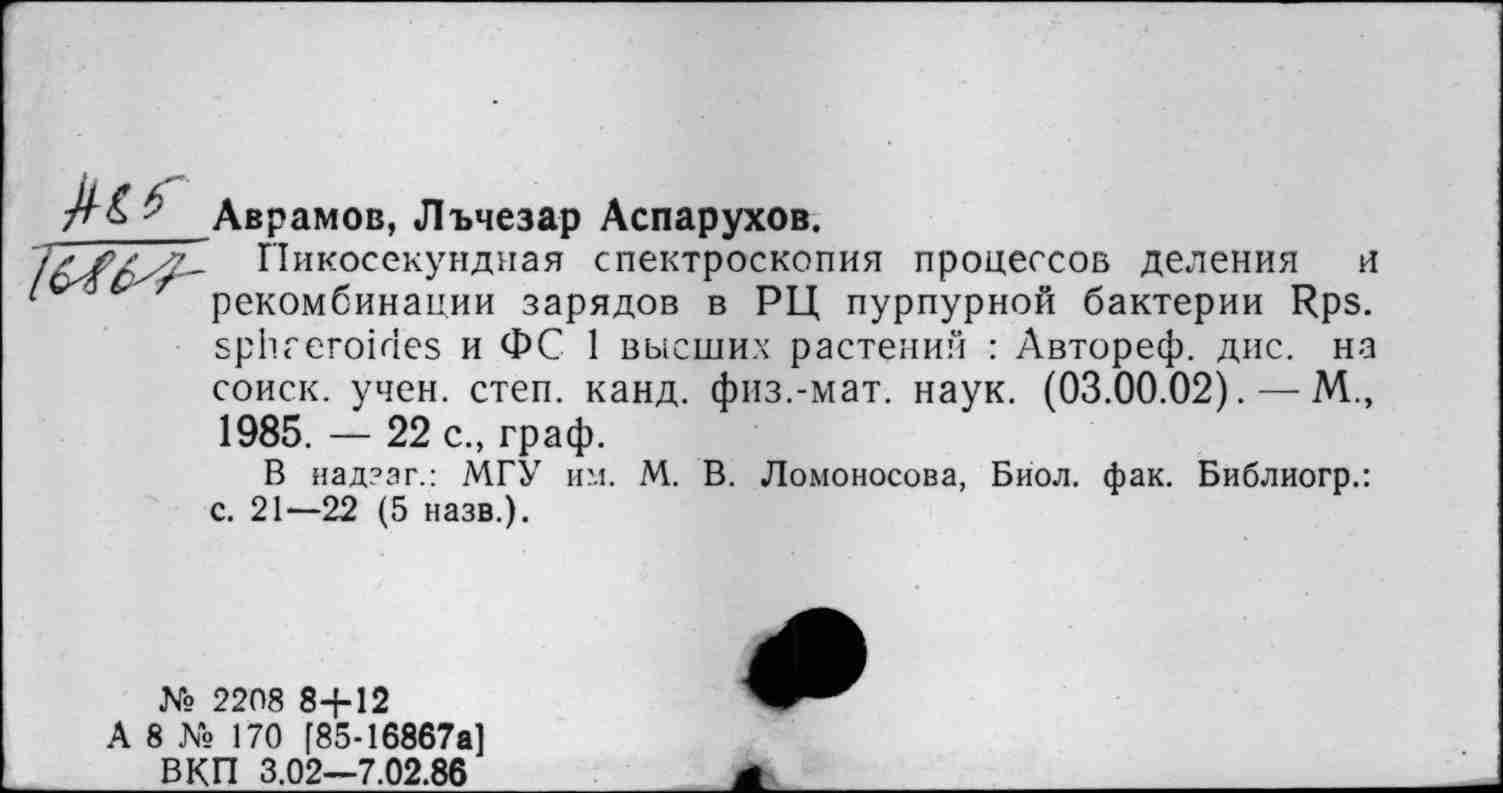 А85
16867
Аврамов, Лъчезар Аспарухов.
Пикосекундная спектроскопия процессов деления и
рекомбинации зарядов в РЦ пурпурной бактерии Rps.
sphaeroides и ФС 1 высших растений : Автореф. дис. на
соиск. учен. степ. канд. физ.-мат. наук. (03.00.02). — М.,
1985. — 22 с., граф.
В надзаг.: МГУ им. М. В. Ломоносова, Биол. фак. Библиогр.:
с. 21—22 (5 назв.).
№ 2208 8+12
А 8 № 170 [85-16867а]
ВКП 3.02—7.02.86